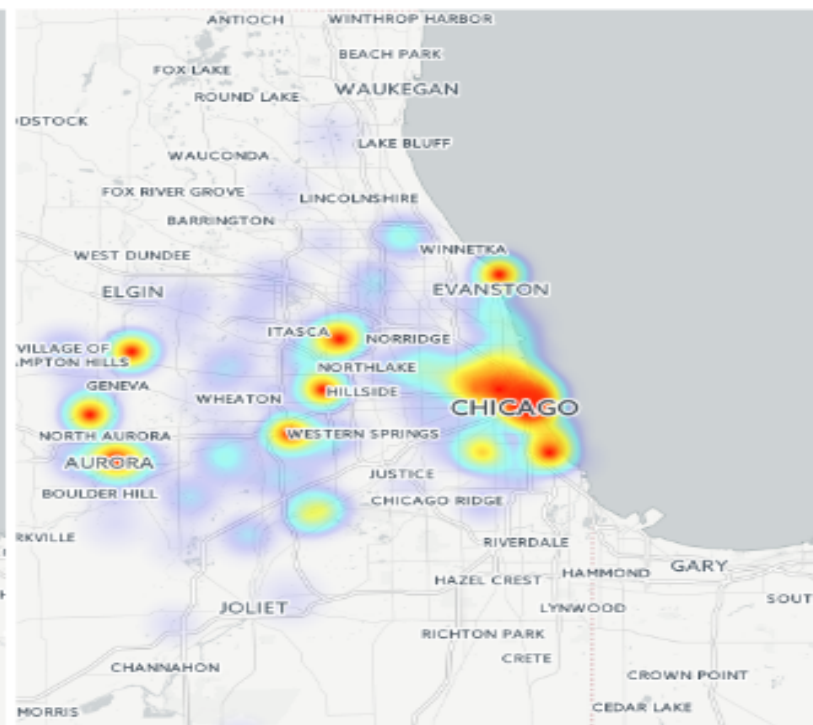 ANTIOCH
WINTHROP HARBOR
BEACH PARK
FOX LAKE
WAUKEGAN
ROUND LAKE
DSTOCK
LAKE BLUFF
WAUCONDA
FOX RIVER GROVE
LINCOLNSHIRE
BARRINGTON
WINNETKA
WEST DUNDEE
EVANSTON
ELGIN
ITASCA
NORRIDGE
VILLAGE OF
AMPTON HILLS
NORTHLAKE
GENEVA
HILLSIDE
WHEATON
CHICAGO
NORTH AURORA
WESTERN SPRINGS
AURORA
JUSTICE
BOULDER HILL
CHICAGO RIDGE
RKVILLE
RIVERDALE
GARY
HAMMOND
HAZEL CREST
SOUT
JOLIET
LYNWOOD
RICHTON PARK
CRETE
CHANNAHON
CROWN POINT
MORRIS
CEDAR LAKE